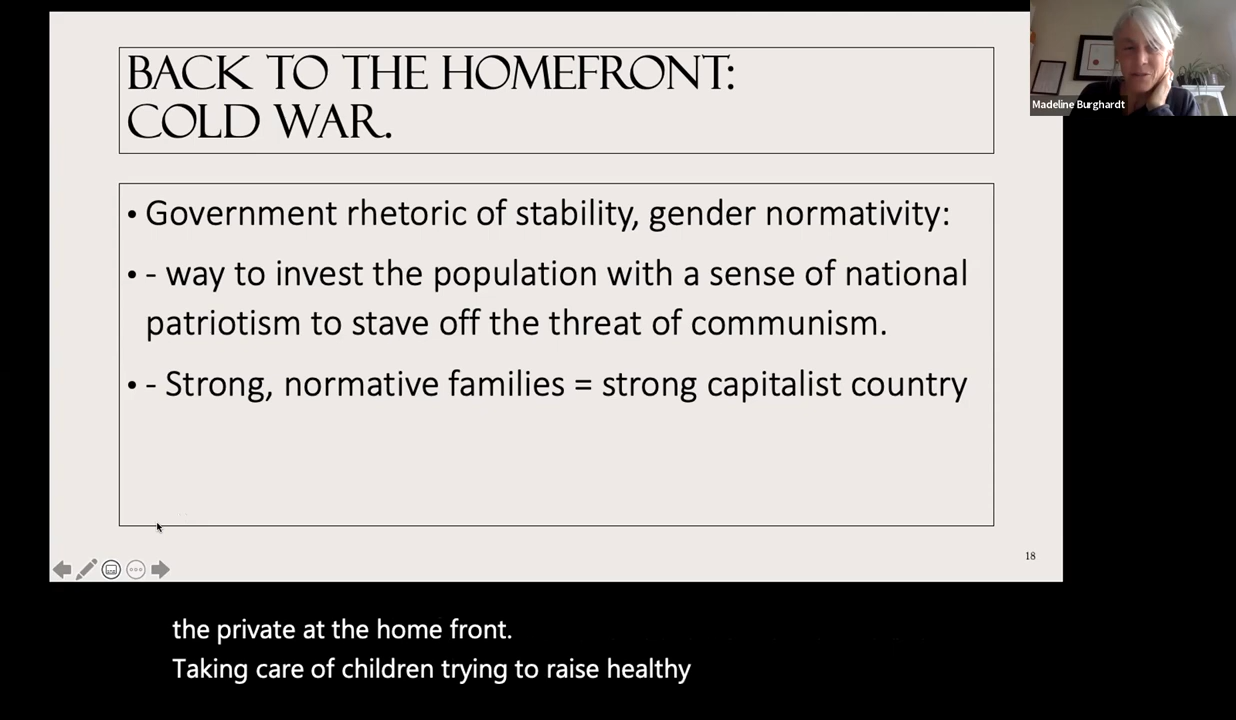 BACK TO THE HOMEFRONT:
COLD WAR.
Madeline Burghardt
• Government rhetoric of stability, gender normativity:
• - way to invest the population with a sense of national
patriotism to stave off the threat of communism.
• - Strong, normative families = strong capitalist country
18
the private at the home front.
Taking care of children trying to raise healthy